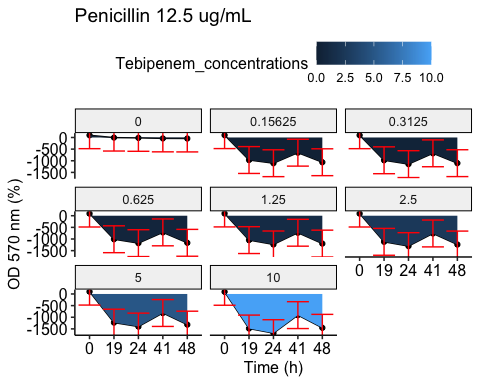 Penicillin 12.5 ug/mL
Tebipenem_concentrations
0.0 2.5 5.0 7.5 10.0
0 0.15625 0.3125
0
-500
-1000
-1500
0.625 1.25 2.5
0
-500
-1000
-1500
0 19 24 41 48
5 10
0
-500
-1000
-1500
0 19 24 41 48 0 19 24 41 48
OD 570 nm (%)
Time (h)